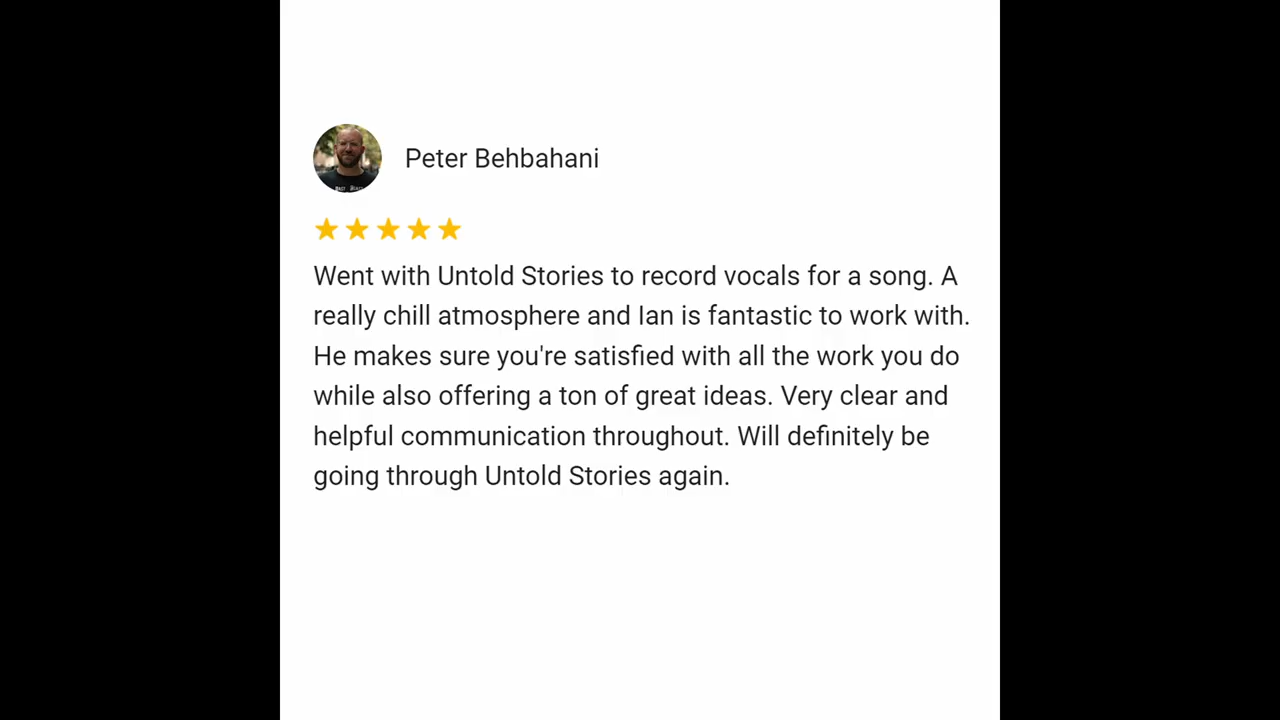 Peter Behbahani
Went with Untold Stories to record vocals for a song. A
really chill atmosphere and Ian is fantastic to work with.
He makes sure you're satisfied with all the work you do
while also offering a ton of great ideas. Very clear and
helpful communication throughout. Will definitely be
going through Untold Stories again.